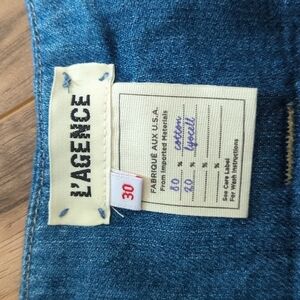 L'AGENCE
30
FABRIQUÉ AUX U.S.A.
From Imported Materials
80 % cotton
20 % lyocell
%
%
See Care Label
For Wash Instructions